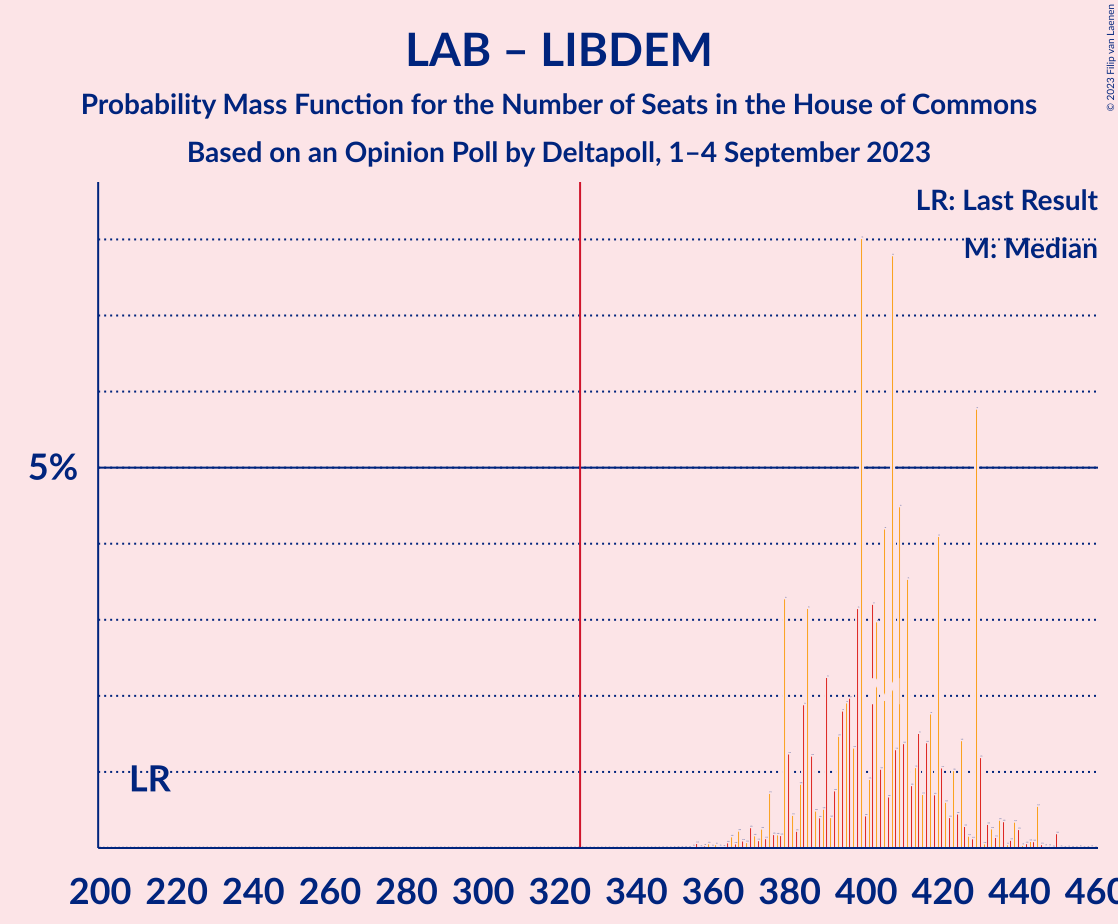 LAB – LIBDEM
Probability Mass Function for the Number of Seats in the House of Commons
Based on an Opinion Poll by Deltapoll, 1–4 September 2023
© 2023 Filip van Laenen
LR: Last Result
M: Median
5%
LR
200 220 240 260 280 300 320 340 360 380 400 420 440 460